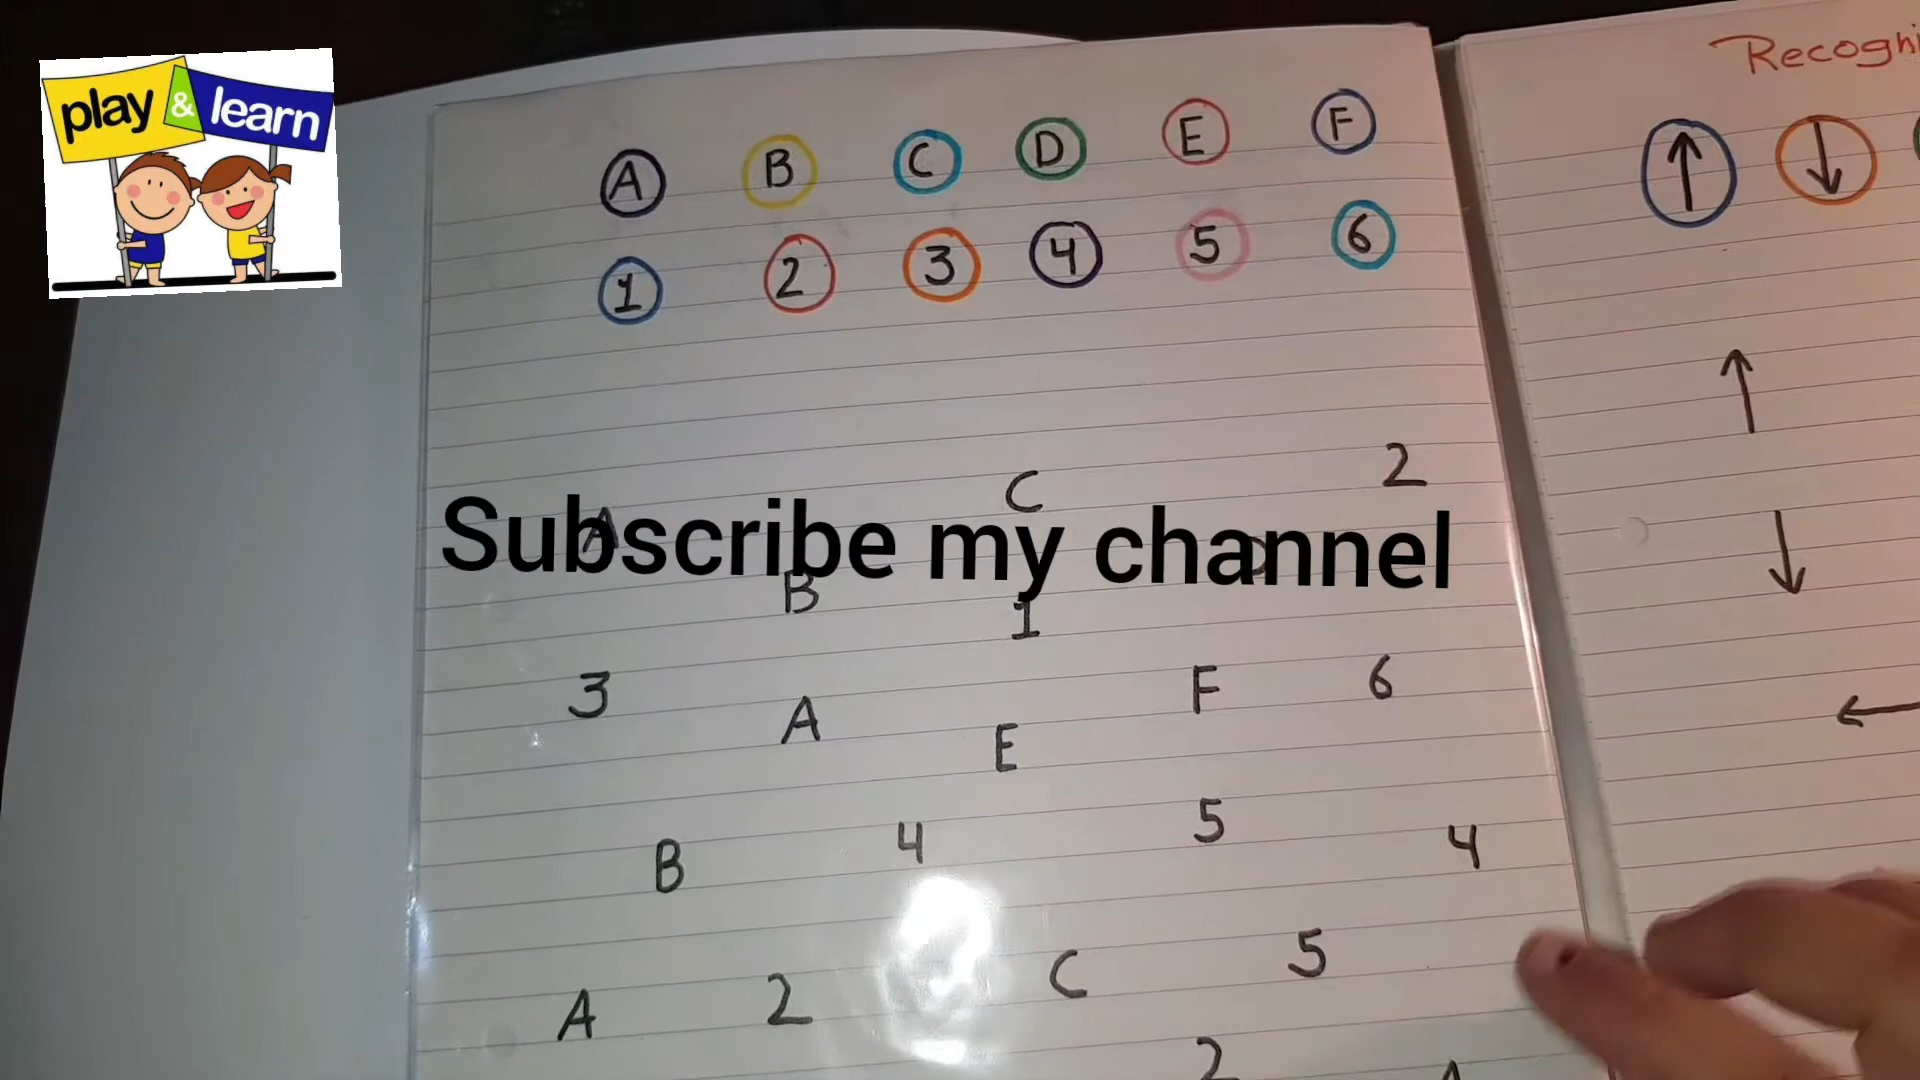 play & learn
Recogni
A B C D E F
1 2 3 4 5 6
C 2
A
Subscribe my channel
B 1
3 A F 6
E
B 4 5 4
A 2 C 5
2